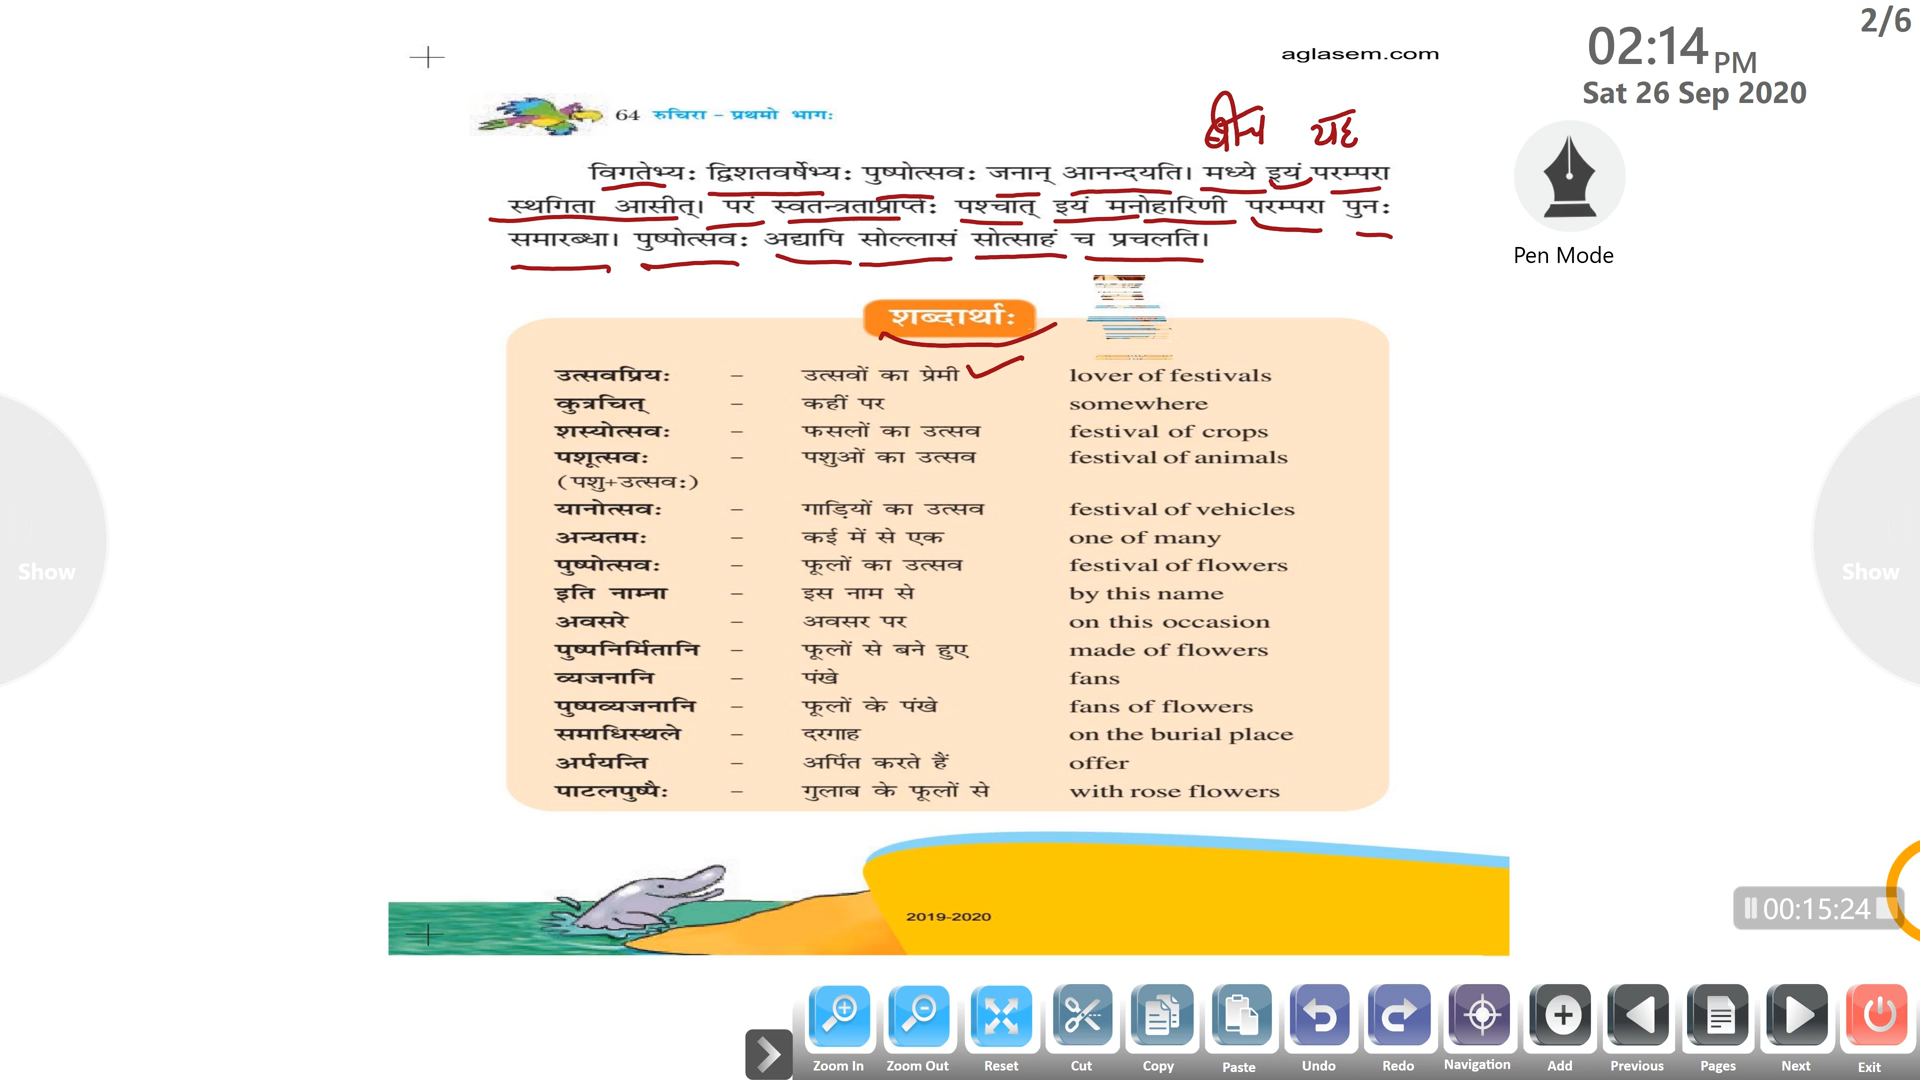 2/6
aglasem.com
02:14 PM
Sat 26 Sep 2020
64 रुचिरा – प्रथमो भागः
बीच यह
विगतेभ्यः द्विशतवर्षेभ्यः पुष्पोत्सवः जनान् आनन्दयति। मध्ये इयं परम्परा
स्थगिता आसीत्। परं स्वतन्त्रताप्राप्तेः पश्चात् इयं मनोहारिणी परम्परा पुनः
समारब्धा। पुष्पोत्सवः अद्यापि सोल्लासं सोत्साहं च प्रचलति।
Pen Mode
शब्दार्थाः
उत्सवप्रियः – उत्सवों का प्रेमी lover of festivals
कुत्रचित् – कहीं पर somewhere
शस्योत्सवः – फसलों का उत्सव festival of crops
पशूत्सवः – पशुओं का उत्सव festival of animals
(पशु+उत्सवः)
यानोत्सवः – गाड़ियों का उत्सव festival of vehicles
अन्यतमः – कई में से एक one of many
पुष्पोत्सवः – फूलों का उत्सव festival of flowers
इति नाम्ना – इस नाम से by this name
अवसरे – अवसर पर on this occasion
पुष्पनिर्मितानि – फूलों से बने हुए made of flowers
व्यजनानि – पंखे fans
पुष्पव्यजनानि – फूलों के पंखे fans of flowers
समाधिस्थले – दरगाह on the burial place
अर्पयन्ति – अर्पित करते हैं offer
पाटलपुष्पैः – गुलाब के फूलों से with rose flowers
Show
Show
2019-2020
00:15:24
Zoom In Zoom Out Reset Cut Copy Paste Undo Redo Navigation Add Previous Pages Next Exit